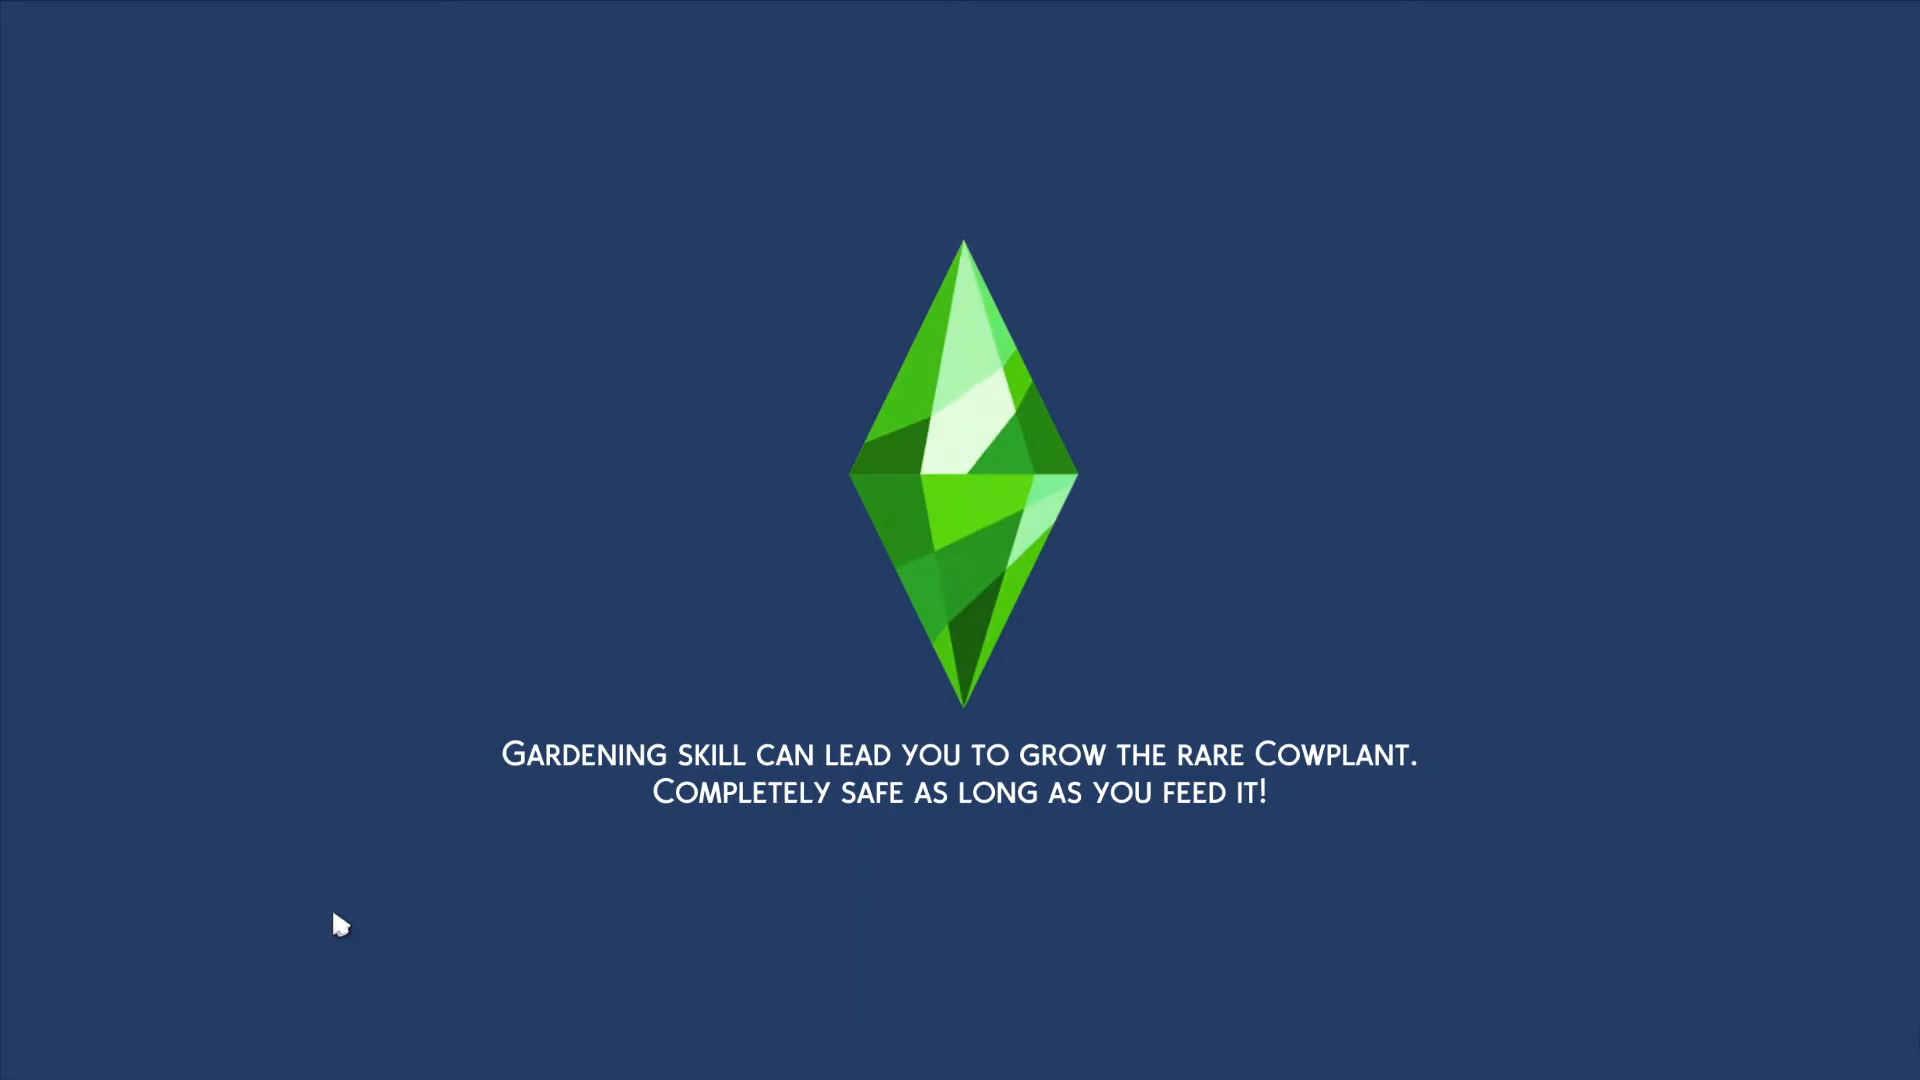 Gardening skill can lead you to grow the rare Cowplant.
Completely safe as long as you feed it!